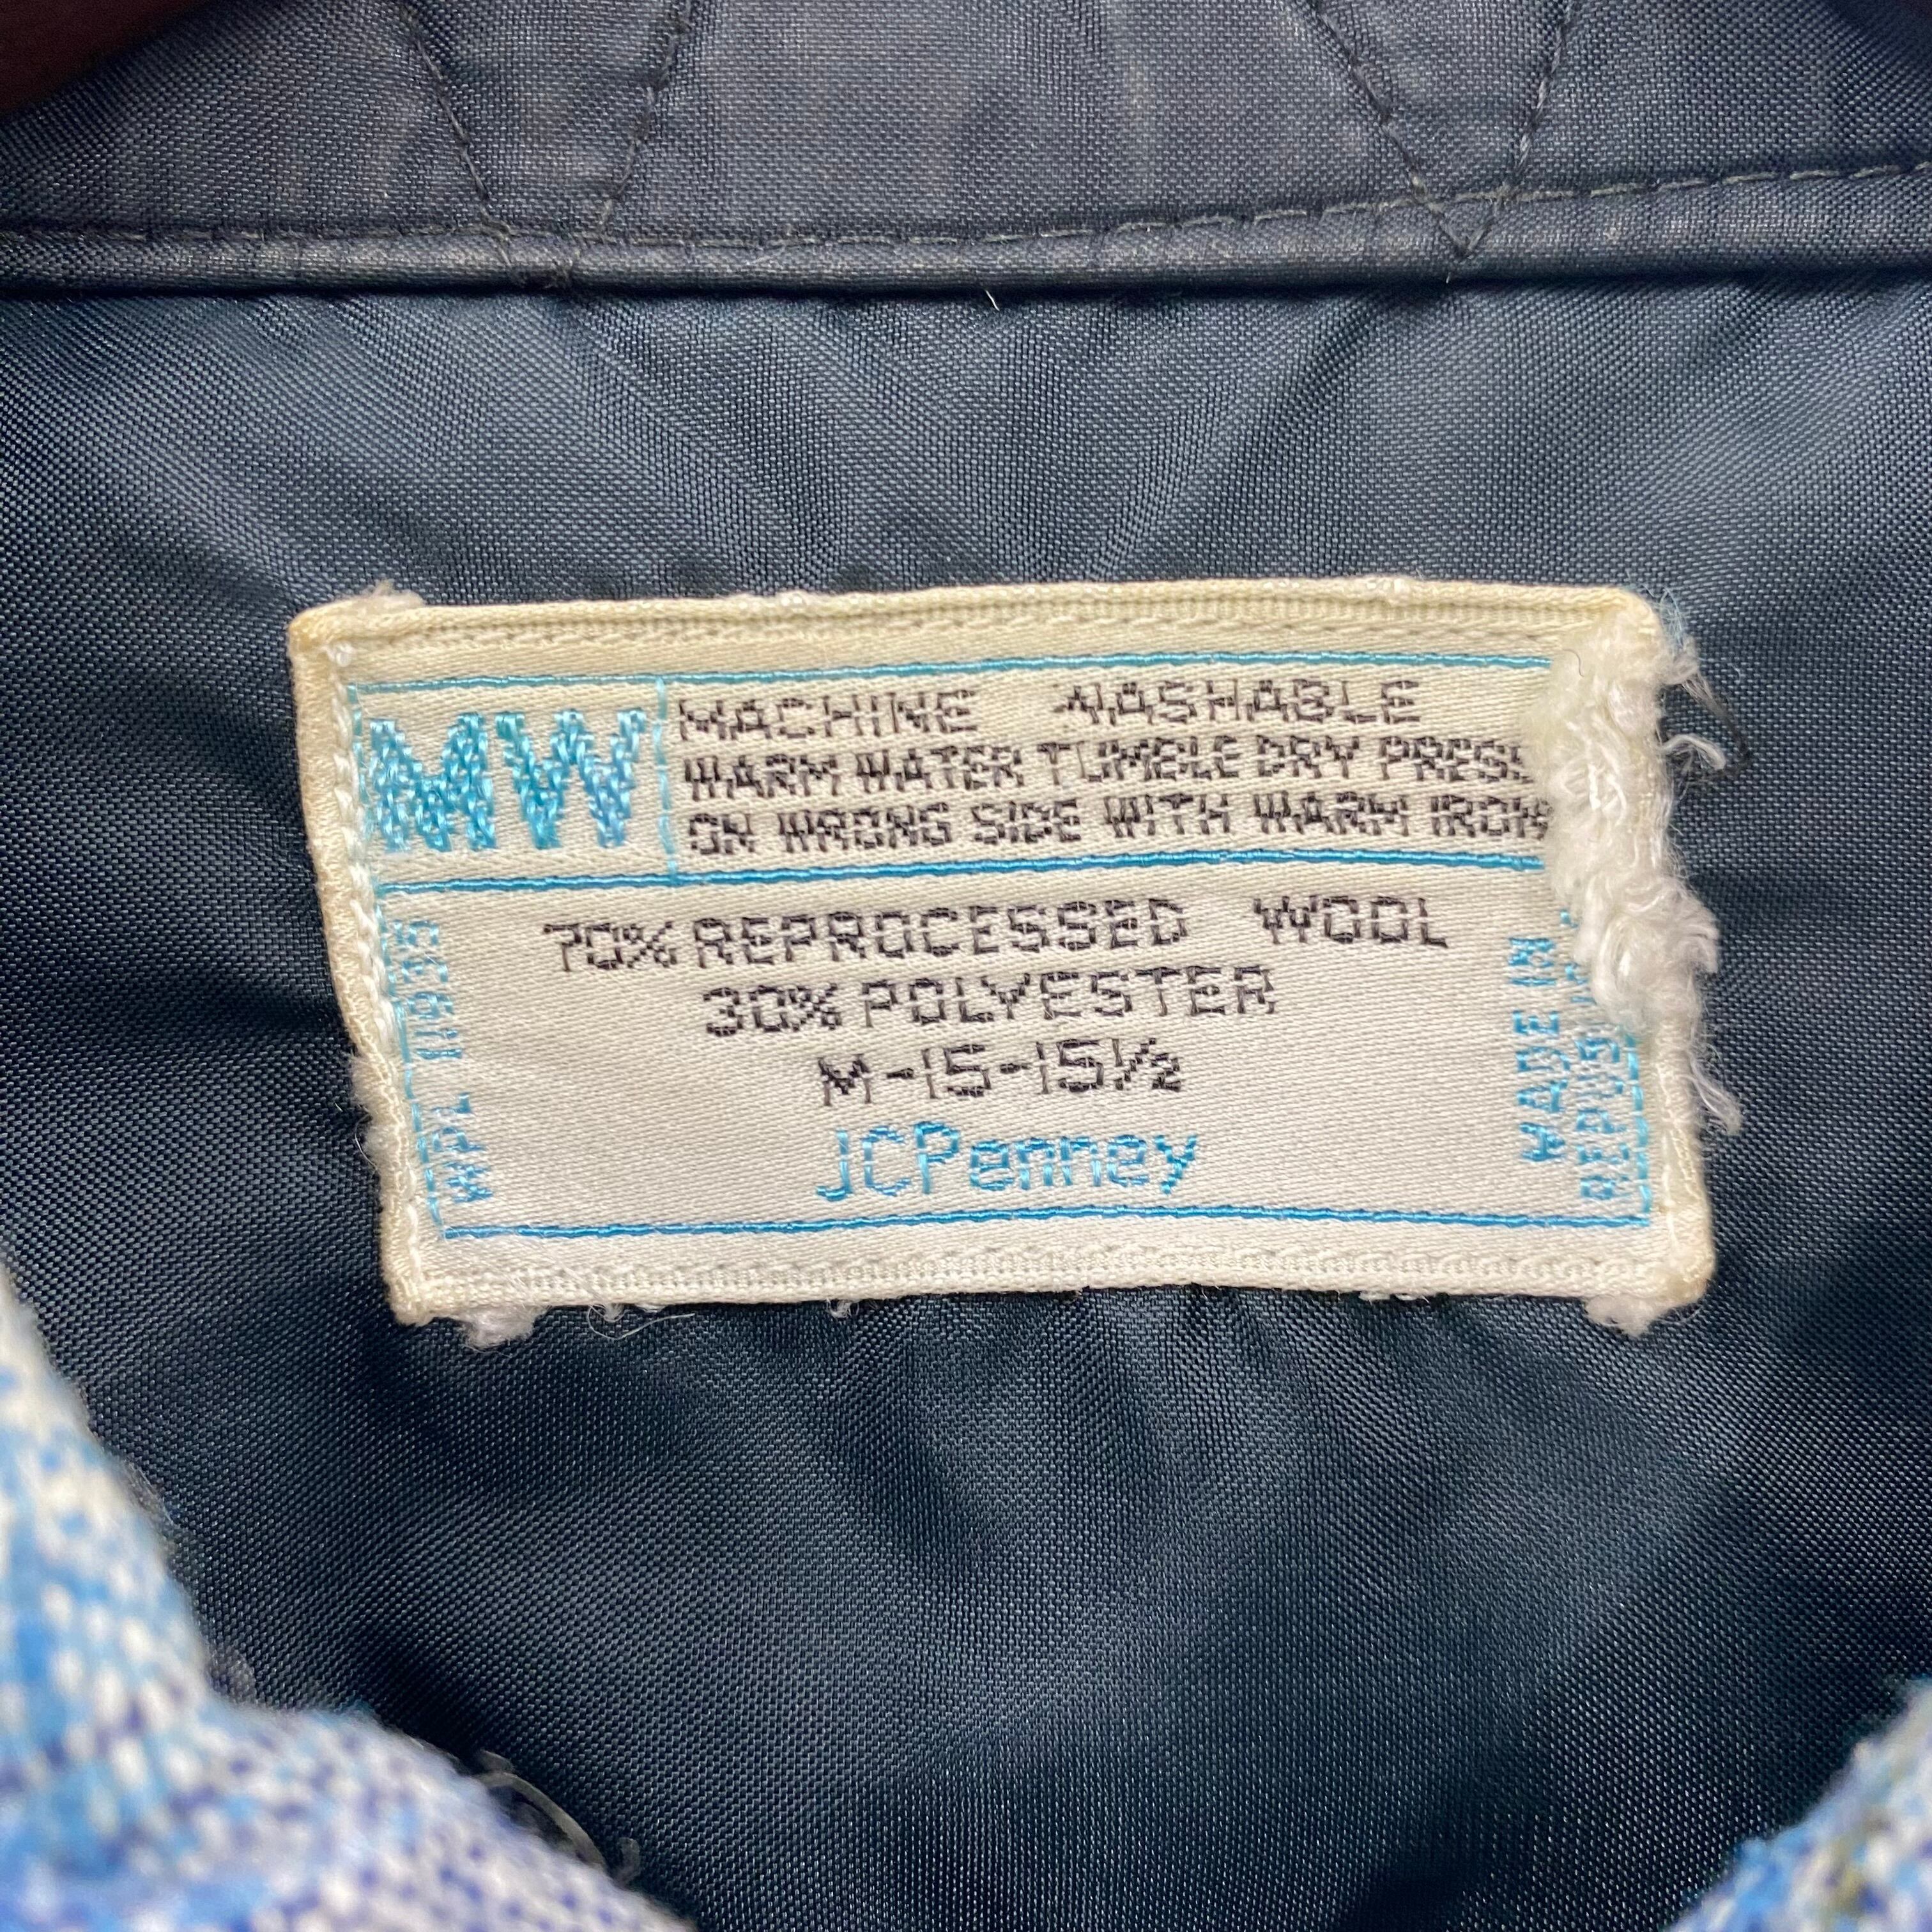 MW
MACHINE WASHABLE
WARM WATER TUMBLE DRY PRESS
ON WRONG SIDE WITH WARM IRON
70% REPROCESSED WOOL
30% POLYESTER
M-15-15½
JCPenney
WPL 11935
MADE IN